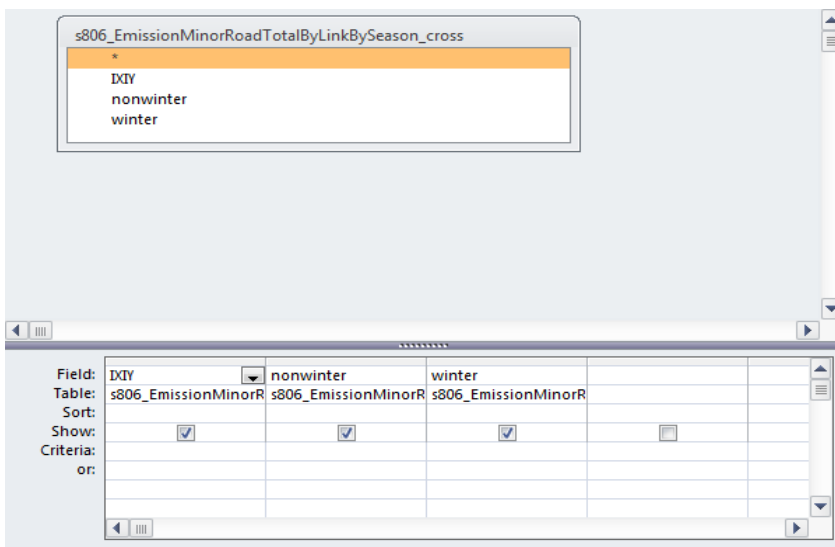 s806_EmissionMinorRoadTotalByLinkBySeason_cross
*
IXIY
nonwinter
winter
Field: IXIY nonwinter winter
Table: s806_EmissionMinorR s806_EmissionMinorR s806_EmissionMinorR
Sort:
Show:
Criteria:
or: